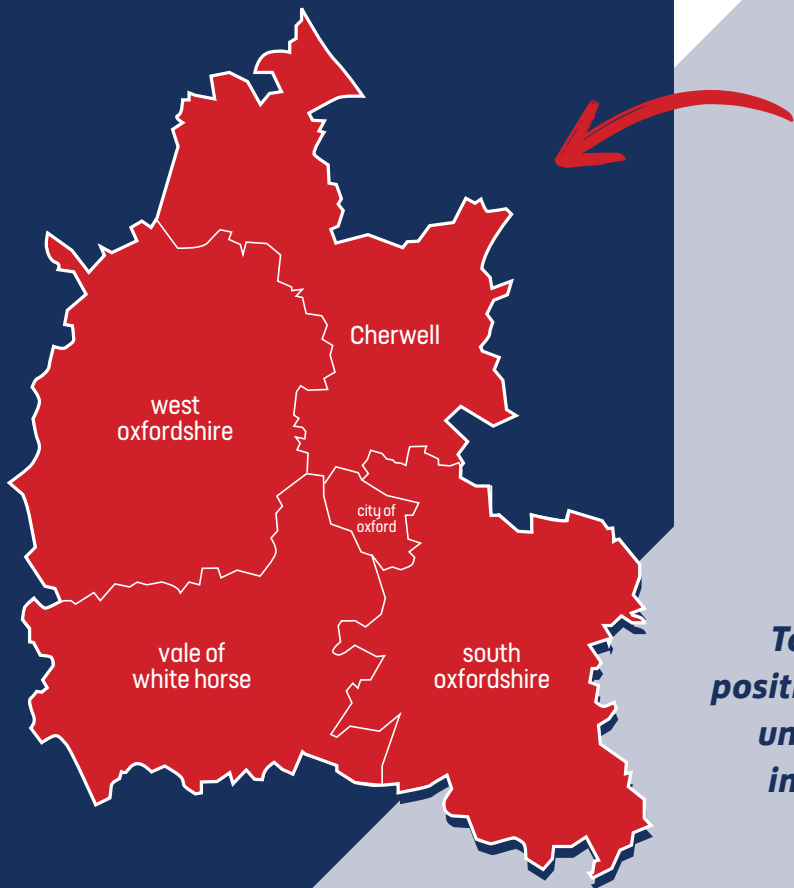 Cherwell
west
oxfordshire
city of
oxford
vale of
white horse
south
oxfordshire